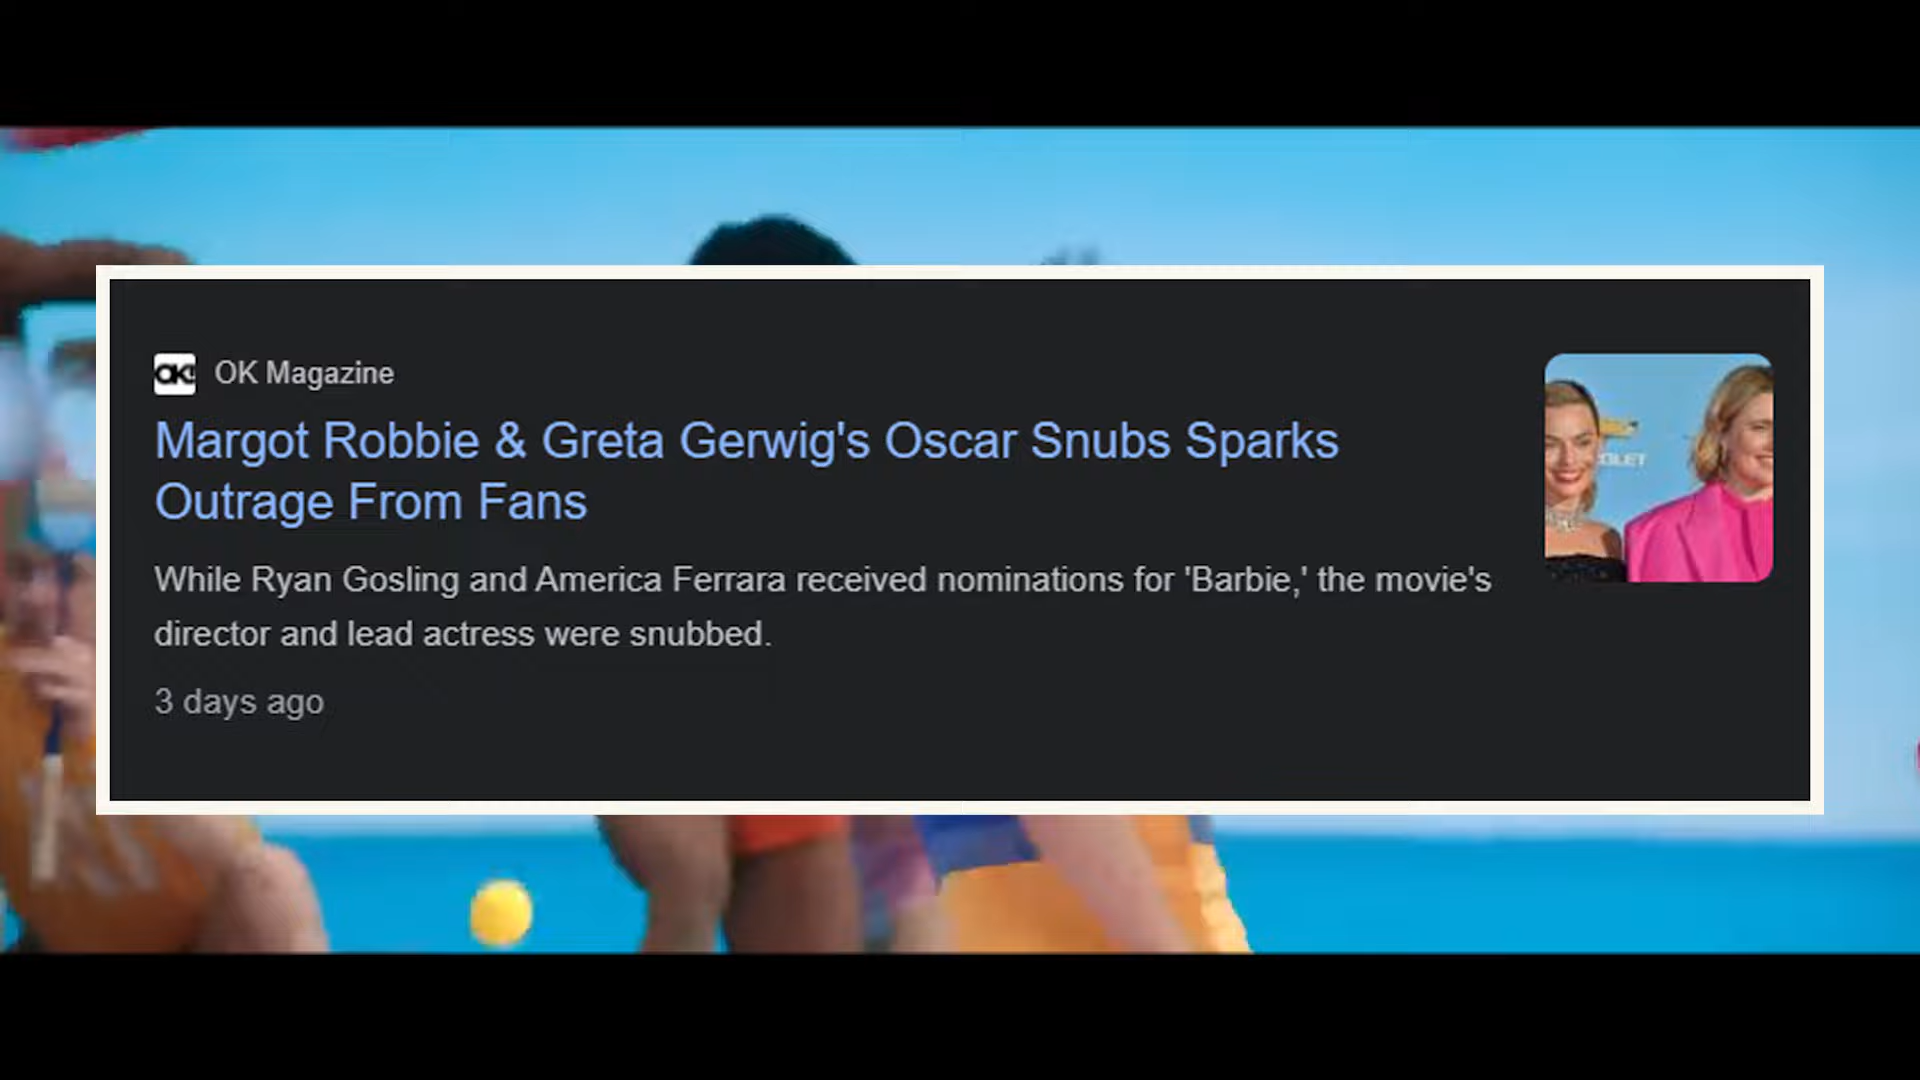 OK!
OK Magazine
Margot Robbie & Greta Gerwig's Oscar Snubs Sparks
Outrage From Fans
While Ryan Gosling and America Ferrara received nominations for 'Barbie,' the movie's
director and lead actress were snubbed.
3 days ago